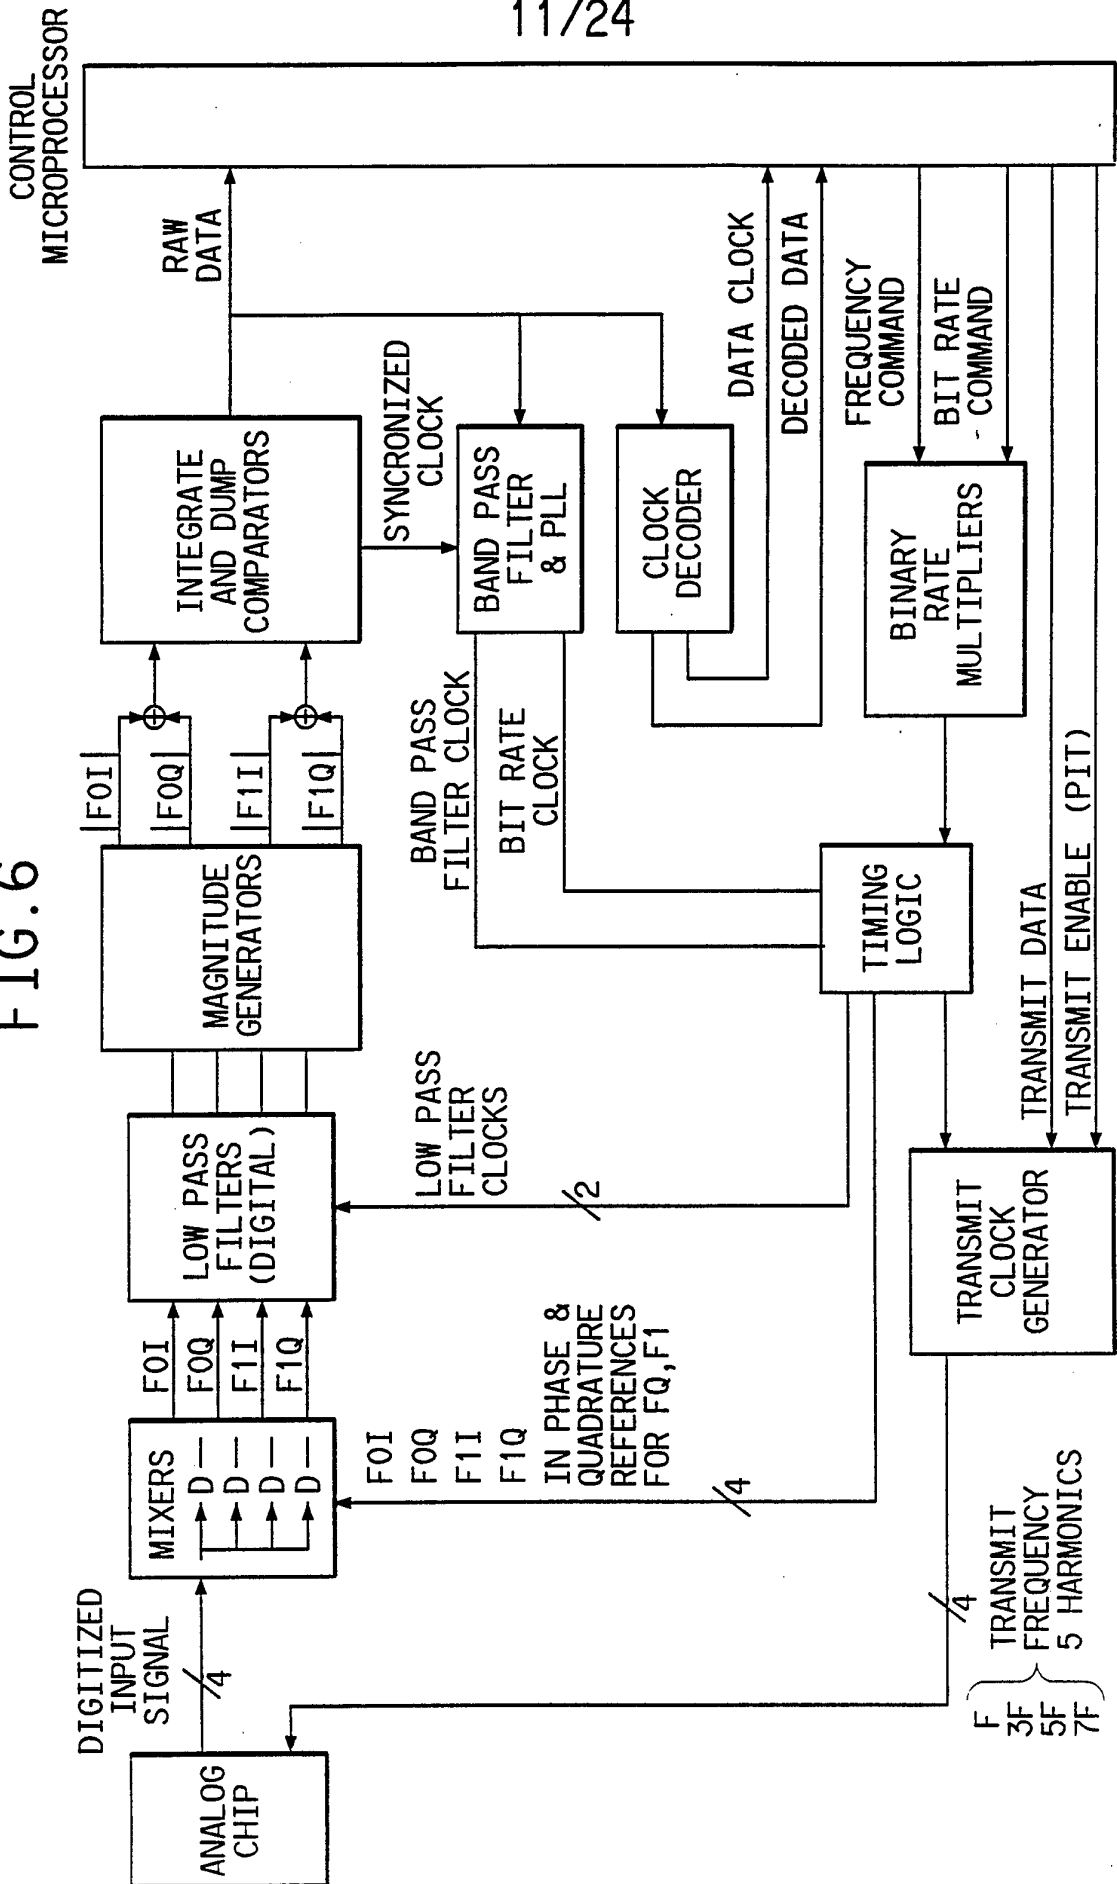 11/24
FIG.6
ANALOG
CHIP
DIGITIZED
INPUT
SIGNAL
4
MIXERS
D
D
D
D
F0I
F0Q
F1I
F1Q
LOW PASS
FILTERS
(DIGITAL)
MAGNITUDE
GENERATORS
|F0I|
|F0Q|
|F1I|
|F1Q|
INTEGRATE
AND DUMP
COMPARATORS
RAW
DATA
CONTROL
MICROPROCESSOR
F0I
F0Q
F1I
F1Q
IN PHASE &
QUADRATURE
REFERENCES
FOR FQ,F1
4
LOW PASS
FILTER
CLOCKS
2
BAND PASS
FILTER CLOCK
BIT RATE
CLOCK
SYNCRONIZED
CLOCK
BAND PASS
FILTER
& PLL
CLOCK
DECODER
DATA CLOCK
DECODED DATA
FREQUENCY
COMMAND
BIT RATE
COMMAND
BINARY
RATE
MULTIPLIERS
TIMING
LOGIC
TRANSMIT DATA
TRANSMIT ENABLE (PIT)
TRANSMIT
CLOCK
GENERATOR
4
F
3F
5F
7F
TRANSMIT
FREQUENCY
5 HARMONICS